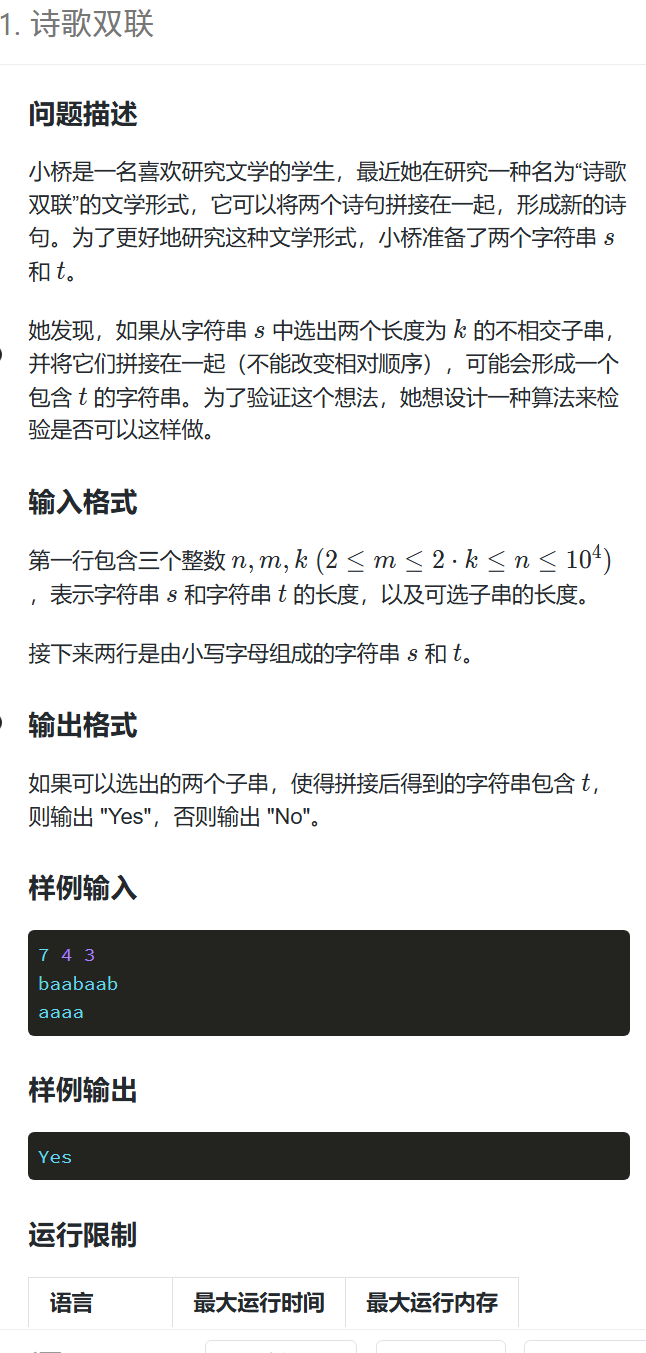 1. 诗歌双联
问题描述
小桥是一名喜欢研究文学的学生，最近她在研究一种名为“诗歌
双联”的文学形式，它可以将两个诗句拼接在一起，形成新的诗
句。为了更好地研究这种文学形式，小桥准备了两个字符串 s
和 t。
她发现，如果从字符串 s 中选出两个长度为 k 的不相交子串，
并将它们拼接在一起（不能改变相对顺序），可能会形成一个
包含 t 的字符串。为了验证这个想法，她想设计一种算法来检
验是否可以这样做。
输入格式
第一行包含三个整数 n, m, k (2 ≤ m ≤ 2 · k ≤ n ≤ 10^4)
，表示字符串 s 和字符串 t 的长度，以及可选子串的长度。
接下来两行是由小写字母组成的字符串 s 和 t。
输出格式
如果可以选出的两个子串，使得拼接后得到的字符串包含 t，
则输出 "Yes"，否则输出 "No"。
样例输入
7 4 3
baabaab
aaaa
样例输出
Yes
运行限制
语言 最大运行时间 最大运行内存